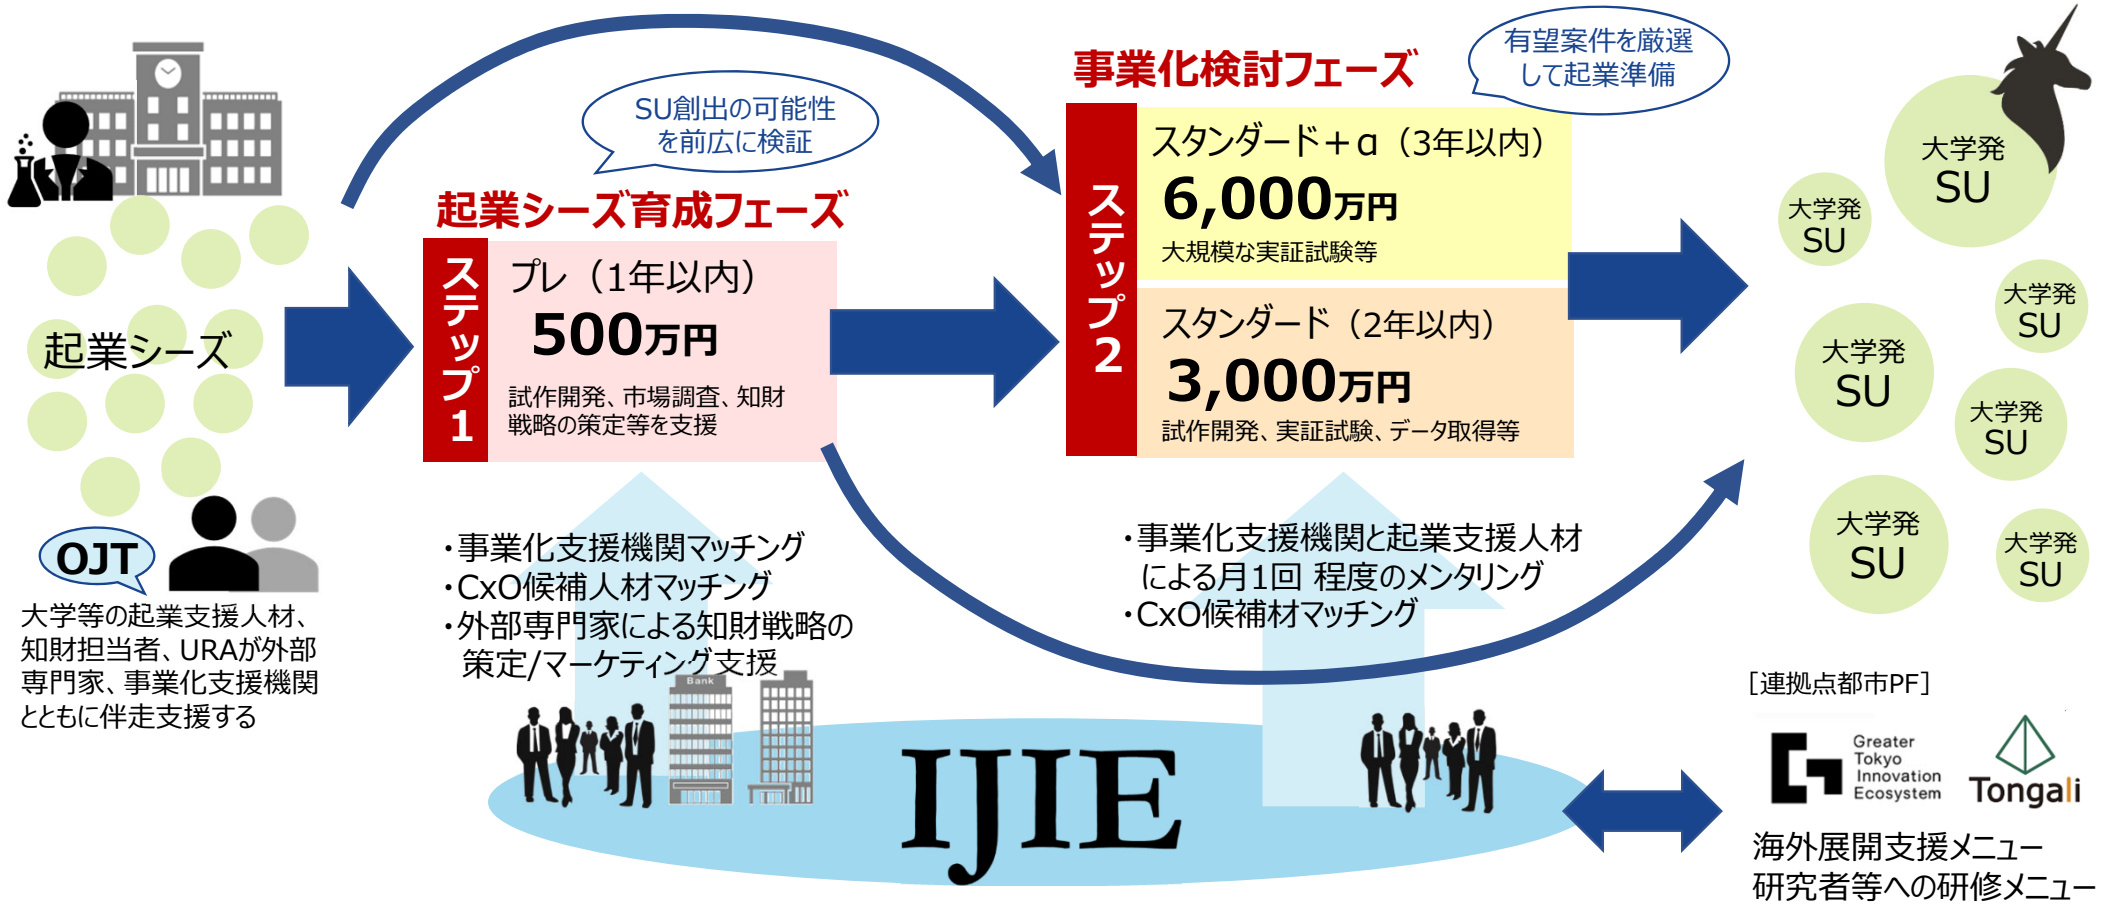 起業シーズ
OJT
大学等の起業支援人材、
知財担当者、URAが外部
専門家、事業化支援機関
とともに伴走支援する
SU創出の可能性
を前広に検証
起業シーズ育成フェーズ
ステップ1
プレ（1年以内）
500万円
試作開発、市場調査、知財
戦略の策定等を支援
・事業化支援機関マッチング
・CxO候補人材マッチング
・外部専門家による知財戦略の
策定/マーケティング支援
Bank
事業化検討フェーズ
有望案件を厳選
して起業準備
ステップ2
スタンダード＋α（3年以内）
6,000万円
大規模な実証試験等
スタンダード（2年以内）
3,000万円
試作開発、実証試験、データ取得等
・事業化支援機関と起業支援人材
による月1回 程度のメンタリング
・CxO候補材マッチング
IJIE
大学発
SU
大学発
SU
大学発
SU
大学発
SU
大学発
SU
大学発
SU
大学発
SU
［連拠点都市PF］
Greater
Tokyo
Innovation
Ecosystem
Tongali
海外展開支援メニュー
研究者等への研修メニュー